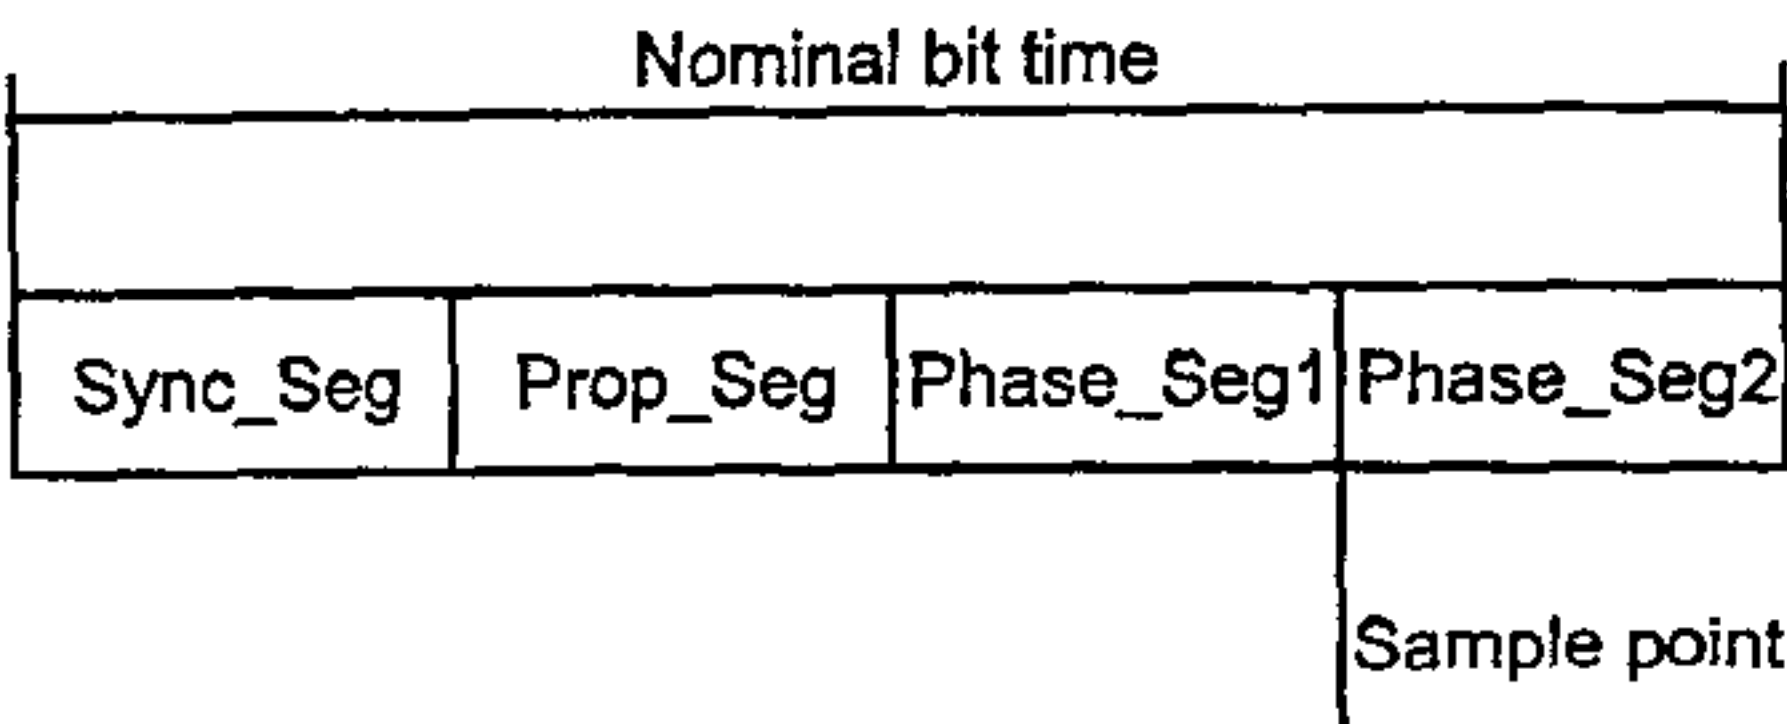 Nominal bit time
Sync_Seg Prop_Seg Phase_Seg1 Phase_Seg2
Sample point